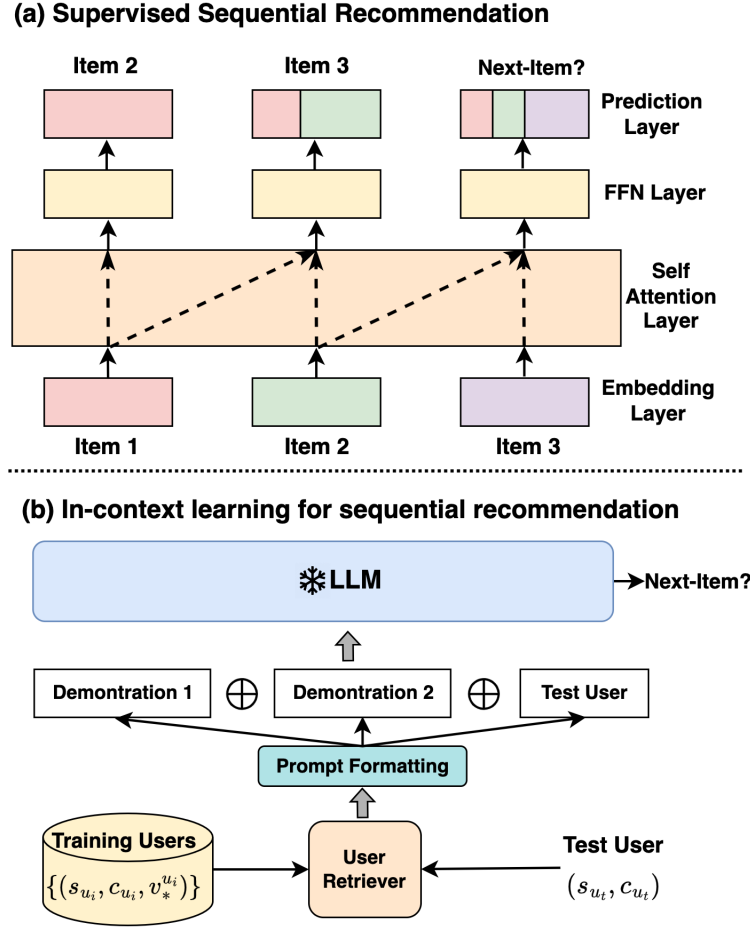 (a) Supervised Sequential Recommendation
Item 2
Item 3
Next-Item?
Prediction
Layer
FFN Layer
Self
Attention
Layer
Embedding
Layer
Item 1
Item 2
Item 3
(b) In-context learning for sequential recommendation
LLM
Next-Item?
Demontration 1
Demontration 2
Test User
Prompt Formatting
Training Users
{(s_{u_i}, c_{u_i}, v_*^{u_i})}
User
Retriever
Test User
(s_{u_t}, c_{u_t})